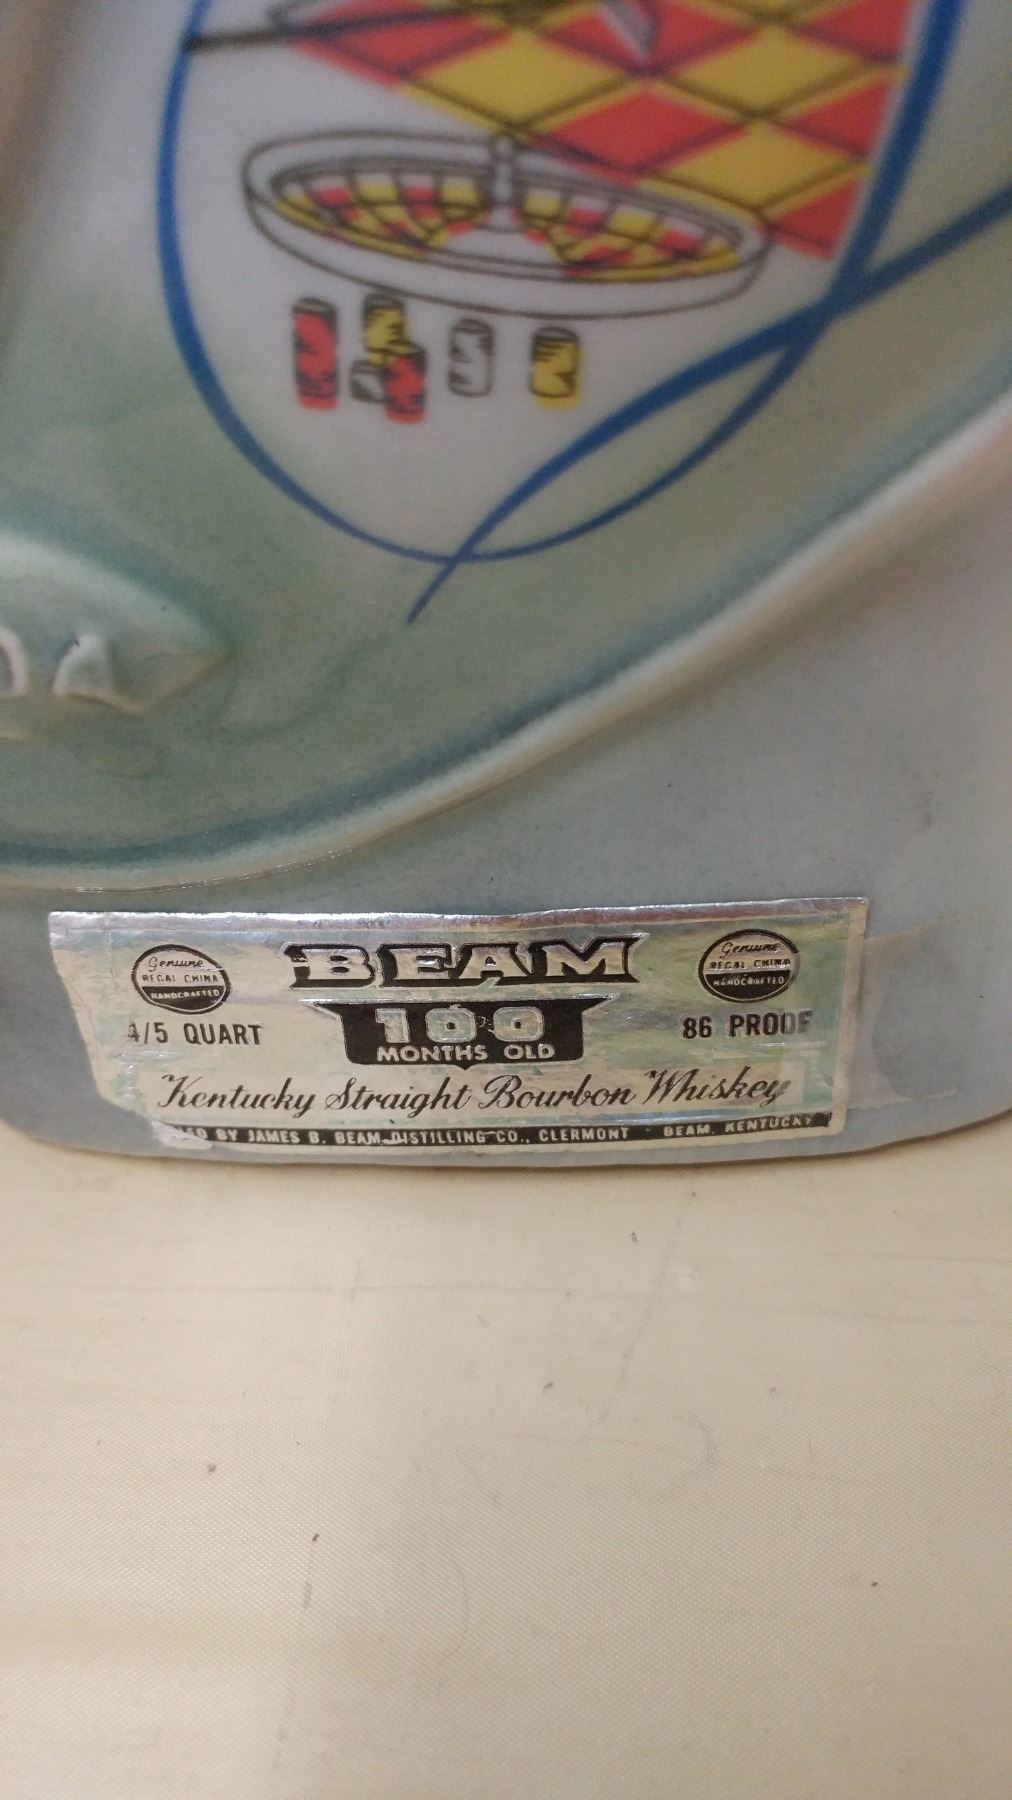 DA
BEAM
Genuine
REGAL CHINA
HANDCRAFTED
Genuine
REGAL CHINA
HANDCRAFTED
4/5 QUART
100
86 PROOF
MONTHS OLD
Kentucky Straight Bourbon Whiskey
BY JAMES B. BEAM DISTILLING CO., CLERMONT · BEAM, KENTUCKY